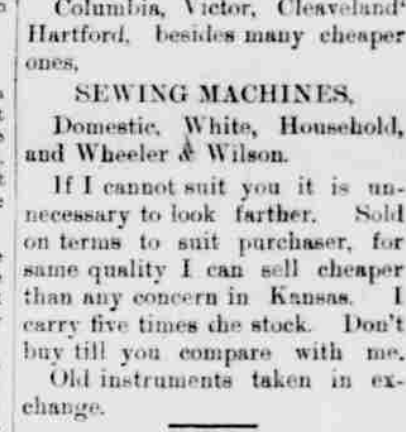 Columbia, Victor, Cleaveland
Hartford, besides many cheaper
ones,
SEWING MACHINES,
Domestic, White, Household,
and Wheeler & Wilson.
If I cannot suit you it is un-
necessary to look farther. Sold
on terms to suit purchaser, for
same quality I can sell cheaper
than any concern in Kansas. I
carry five times the stock. Don't
buy till you compare with me.
Old instruments taken in ex-
change.